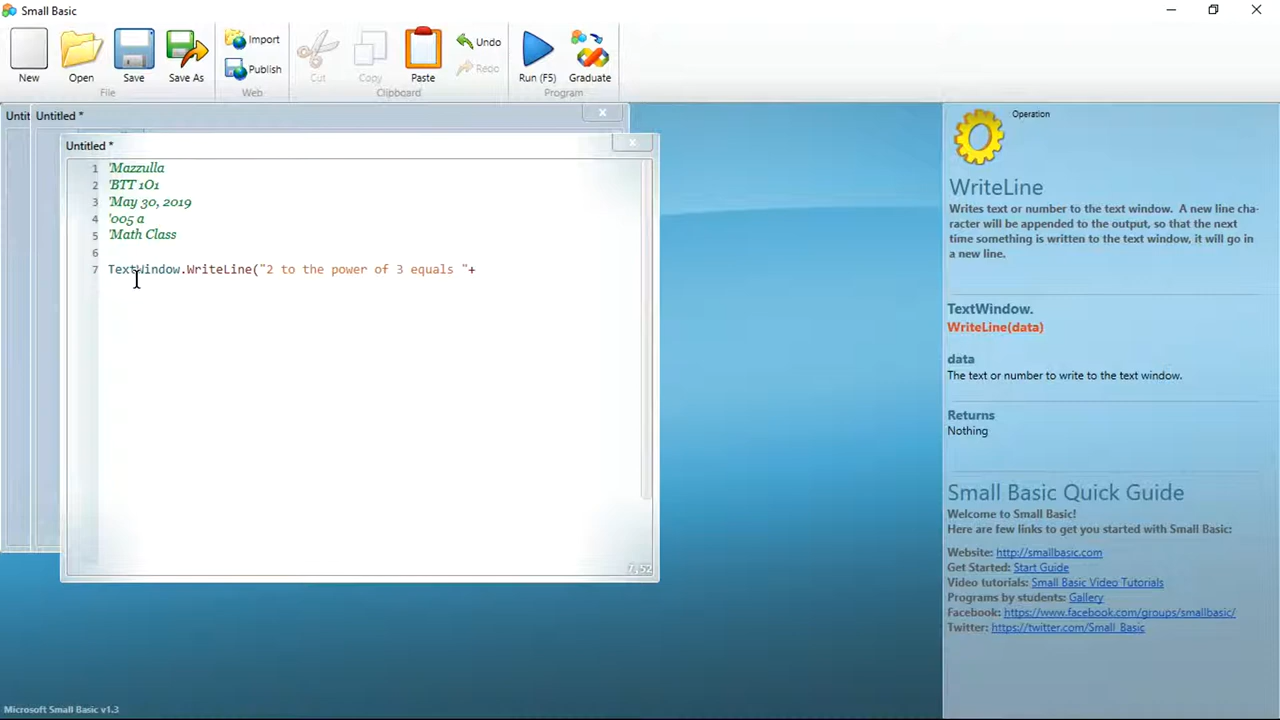 Small Basic
New
Open
Save
Save As
Import
Publish
Cut
Copy
Paste
Undo
Redo
Run (F5)
Graduate
File
Web
Clipboard
Program
Untit
Untitled *
Untitled *
1 'Mazzulla
2 'BTT 1O1
3 'May 30, 2019
4 '005 a
5 'Math Class
6
7 TextWindow.WriteLine("2 to the power of 3 equals "+
7,52
Operation
WriteLine
Writes text or number to the text window. A new line cha-
racter will be appended to the output, so that the next
time something is written to the text window, it will go in
a new line.
TextWindow.
WriteLine(data)
data
The text or number to write to the text window.
Returns
Nothing
Small Basic Quick Guide
Welcome to Small Basic!
Here are few links to get you started with Small Basic:
Website: http://smallbasic.com
Get Started: Start Guide
Video tutorials: Small Basic Video Tutorials
Programs by students: Gallery
Facebook: https://www.facebook.com/groups/smallbasic/
Twitter: https://twitter.com/Small_Basic
Microsoft Small Basic v1.3